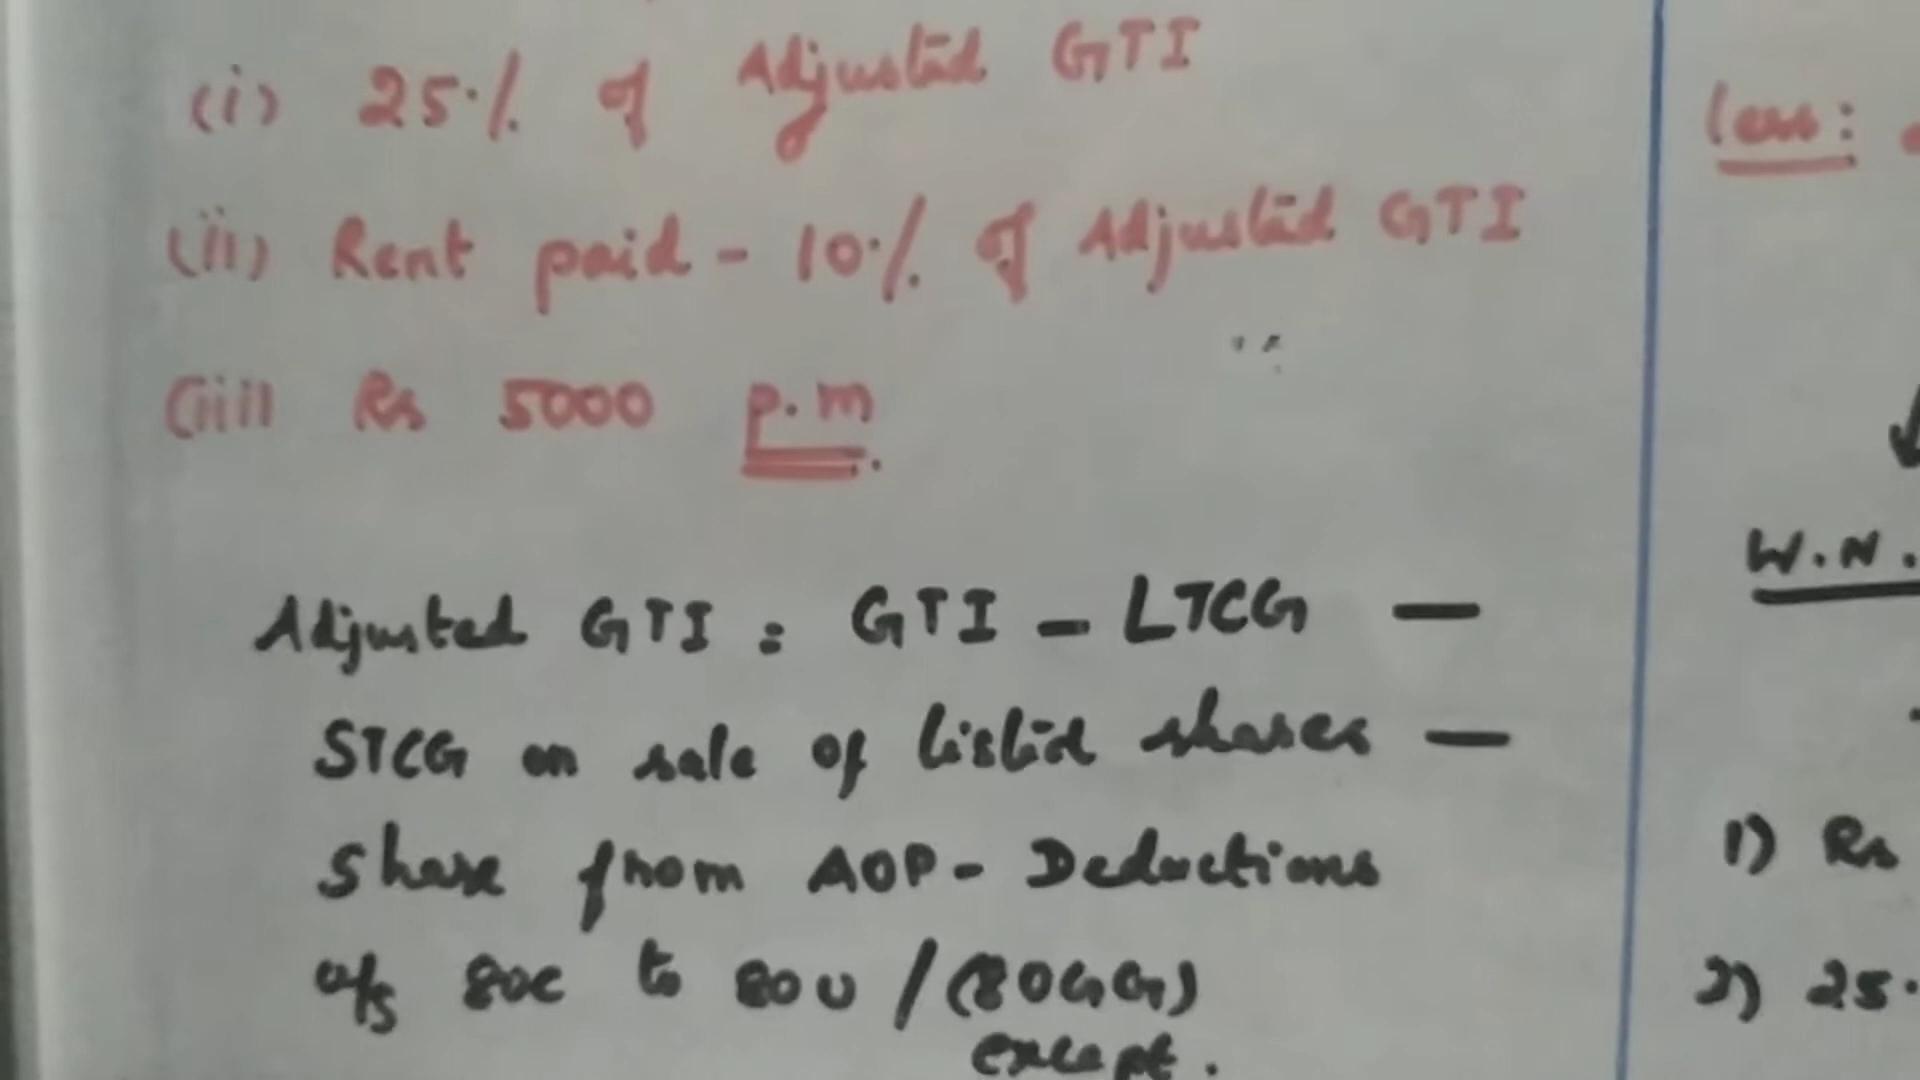 (i) 25% of Adjusted GTI
(ii) Rent paid - 10% of Adjusted GTI
(iii) Rs 5000 p.m.
Adjusted GTI = GTI - LTCG -
STCG on sale of listed shares -
share from AOP - Deductions
u/s 80C to 80U / (80GG)
except.
less:
W.N.
1) Rs
2) 25.